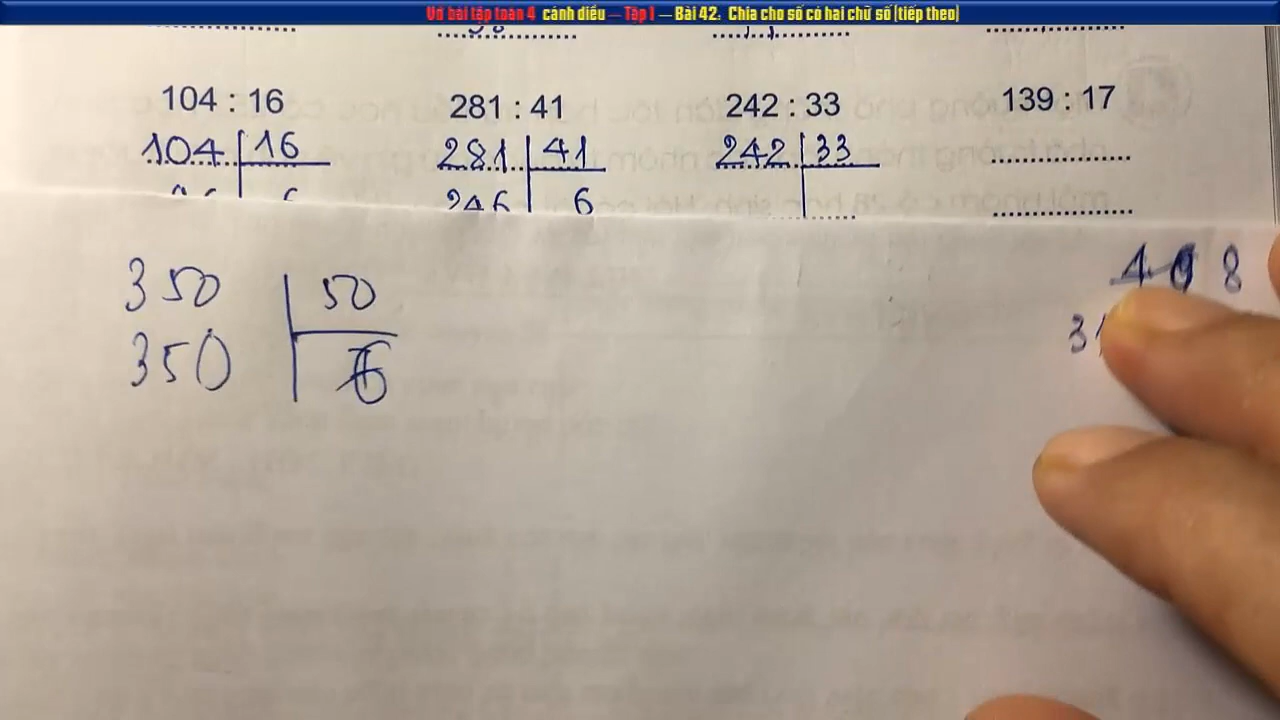 Vở bài tập toán 4 cánh diều – Tập 1 – Bài 42: Chia cho số có hai chữ số (tiếp theo)
104 : 16 281 : 41 242 : 33 139 : 17
104 16 281 41 242 33
246 6
350 50
350
8